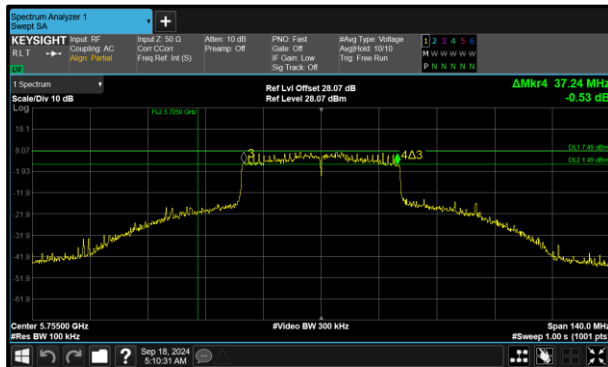 Spectrum Analyzer 1
Swept SA
+
KEYSIGHT Input: RF
RLT Coupling: AC
Align: Partial
Input Z: 50 Ω
Corr CCorr
Freq Ref: Int (S)
Atten: 10 dB
Preamp: Off
PNO: Fast
Gate: Off
IF Gain: Low
Sig Track: Off
#Avg Type: Voltage
Avg|Hold: 10/10
Trig: Free Run
1 2 3 4 5 6
M W W W W W
P N N N N N
1 Spectrum
Scale/Div 10 dB
Ref Lvl Offset 28.07 dB
Ref Level 28.07 dBm
ΔMkr4 37.24 MHz
-0.53 dB
Log
FL2 5.7250 GHz
18.1
8.07
-1.93
-11.9
-21.9
-31.9
-41.9
-51.9
-61.9
3
4Δ3
DL1 7.49 dBm
DL2 1.49 dBm
Center 5.75500 GHz
#Res BW 100 kHz
#Video BW 300 kHz
Span 140.0 MHz
#Sweep 1.00 s (1001 pts)
Sep 18, 2024
5:10:31 AM